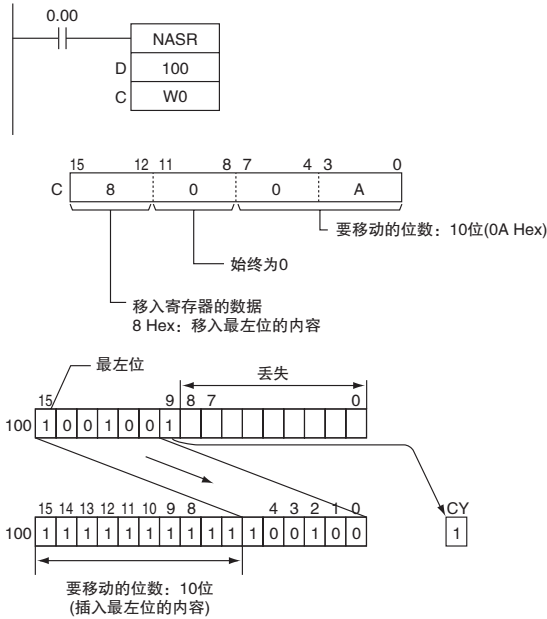 0.00
NASR
D 100
C W0
15 12 11 8 7 4 3 0
C 8 0 0 A
要移动的位数：10位(0A Hex)
始终为0
移入寄存器的数据
8 Hex：移入最左位的内容
最左位
丢失
15 9 8 7 0
100 1 0 0 1 0 0 1
15 14 13 12 11 10 9 8 4 3 2 1 0 CY
100 1 1 1 1 1 1 1 1 1 1 1 0 0 1 0 0 1
要移动的位数：10位
(插入最左位的内容)